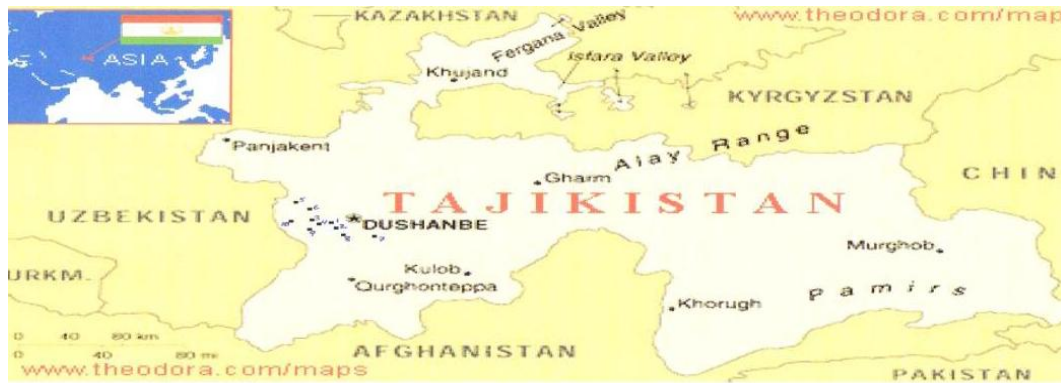 KAZAKHSTAN
www.theodora.com/map
Fergana Valley
ASIA
Isfara Valley
Khujand
KYRGYZSTAN
Panjakent
Alay Range
Gharm
CHIN
TAJIKISTAN
UZBEKISTAN
DUSHANBE
Murghob
Kulob
URKM.
Qurghonteppa
Pamirs
Khorugh
0 40 80 km
0 40 80 mi
AFGHANISTAN
www.theodora.com/maps
PAKISTAN